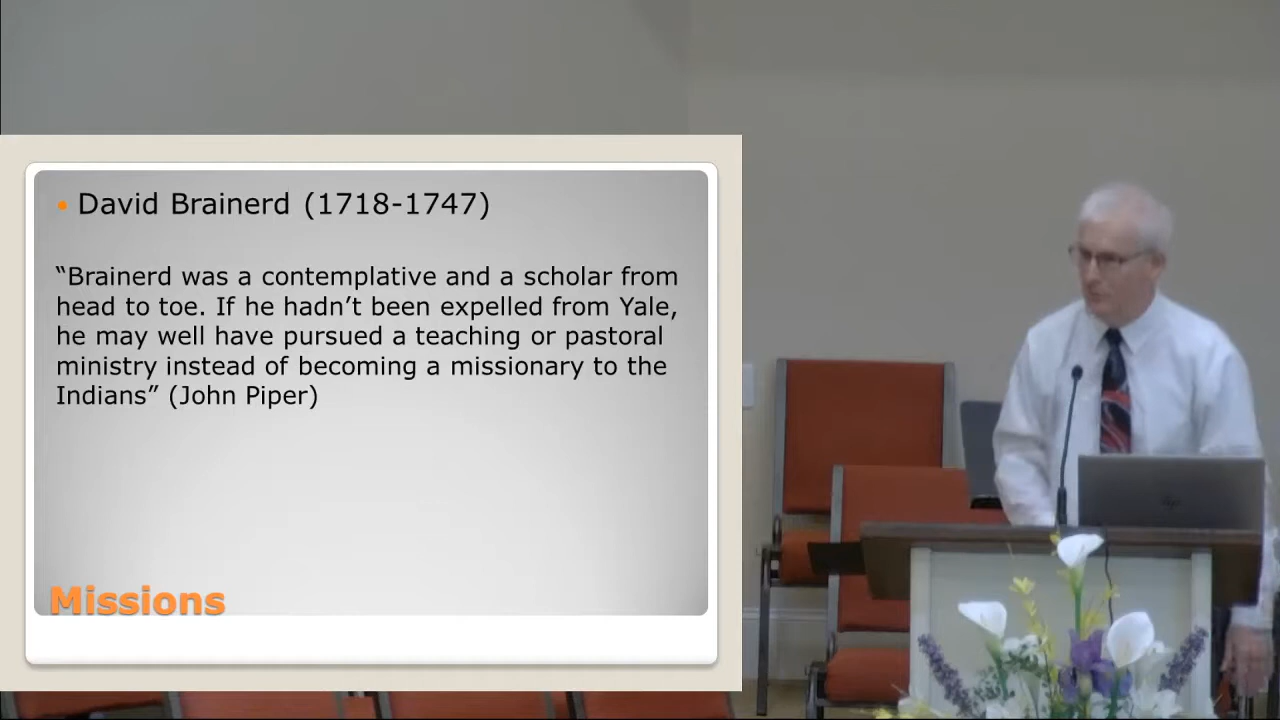 David Brainerd (1718-1747)
“Brainerd was a contemplative and a scholar from
head to toe. If he hadn’t been expelled from Yale,
he may well have pursued a teaching or pastoral
ministry instead of becoming a missionary to the
Indians” (John Piper)
Missions